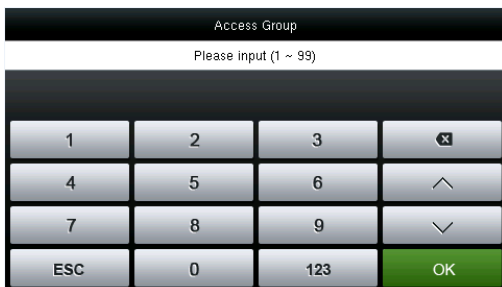 Access Group
Please input (1 ~ 99)
1 2 3
4 5 6
7 8 9
ESC 0 123 OK